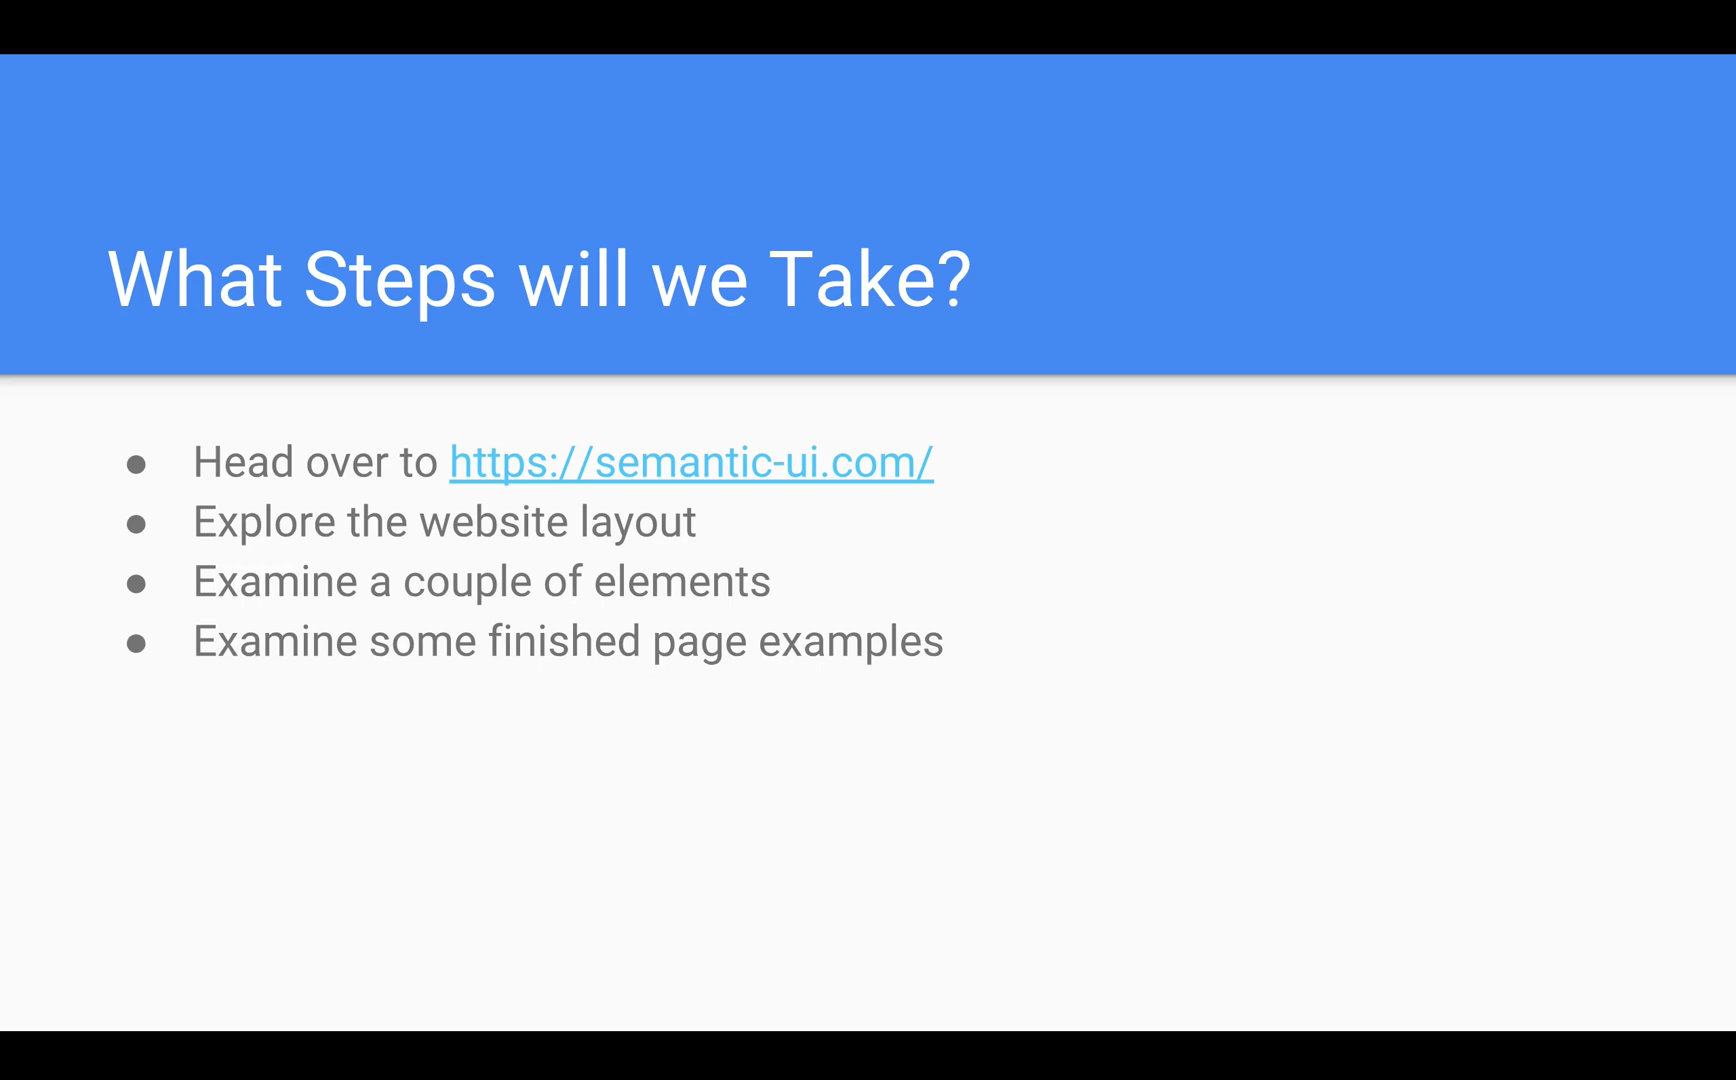 What Steps will we Take?
● Head over to https://semantic-ui.com/
● Explore the website layout
● Examine a couple of elements
● Examine some finished page examples